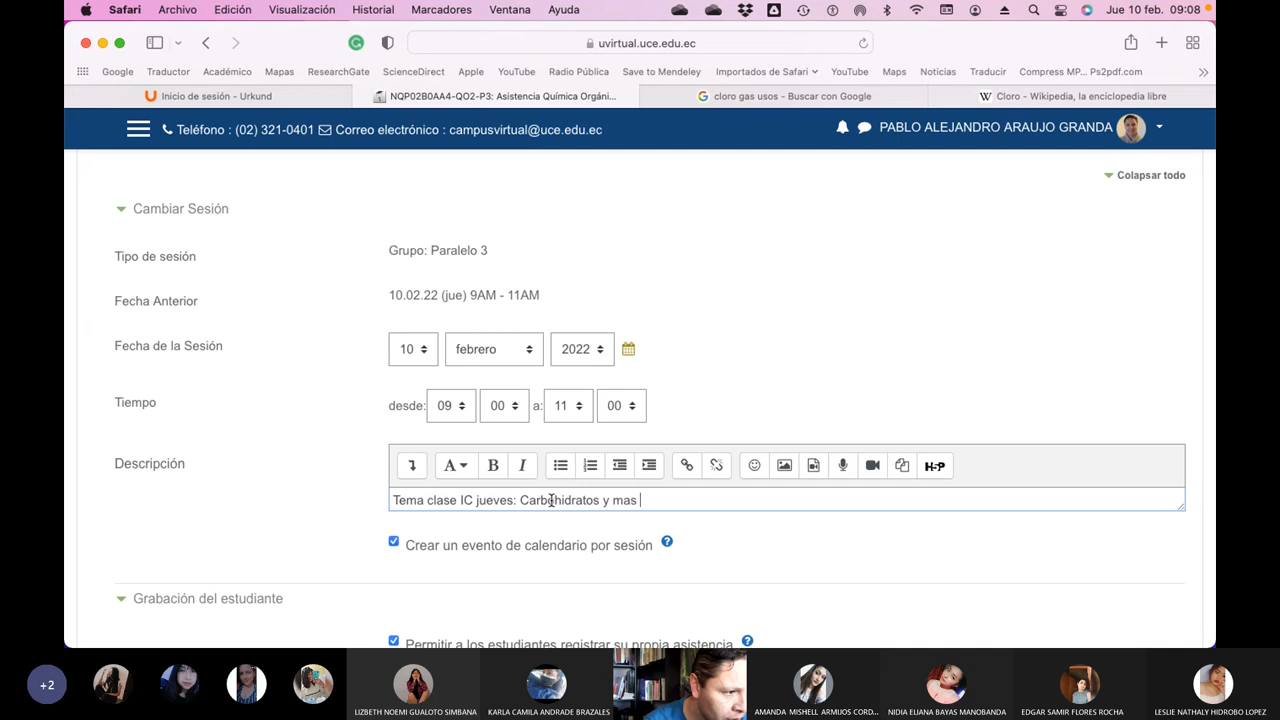 Safari Archivo Edición Visualización Historial Marcadores Ventana Ayuda Jue 10 feb. 09:08
uvirtual.uce.edu.ec
Google Traductor Académico Mapas ResearchGate ScienceDirect Apple YouTube Radio Pública Save to Mendeley Importados de Safari YouTube Maps Noticias Traducir Compress MP... Ps2pdf.com
Inicio de sesión - Urkund NQP02B0AA4-QO2-P3: Asistencia Química Orgáni... cloro gas usos - Buscar con Google Cloro - Wikipedia, la enciclopedia libre
Teléfono : (02) 321-0401 Correo electrónico : campusvirtual@uce.edu.ec PABLO ALEJANDRO ARAUJO GRANDA
Colapsar todo
Cambiar Sesión
Tipo de sesión Grupo: Paralelo 3
Fecha Anterior 10.02.22 (jue) 9AM - 11AM
Fecha de la Sesión 10 febrero 2022
Tiempo desde: 09 00 a: 11 00
Descripción A B I H-P
Tema clase IC jueves: Carbohidratos y mas
Crear un evento de calendario por sesión ?
Grabación del estudiante
Permitir a los estudiantes registrar su propia asistencia ?
+2 LIZBETH NOEMI GUALOTO SIMBANA KARLA CAMILA ANDRADE BRAZALES AMANDA MISHELL ARMIJOS CORD... NIDIA ELIANA BAYAS MANOBANDA EDGAR SAMIR FLORES ROCHA LESLIE NATHALY HIDROBO LOPEZ